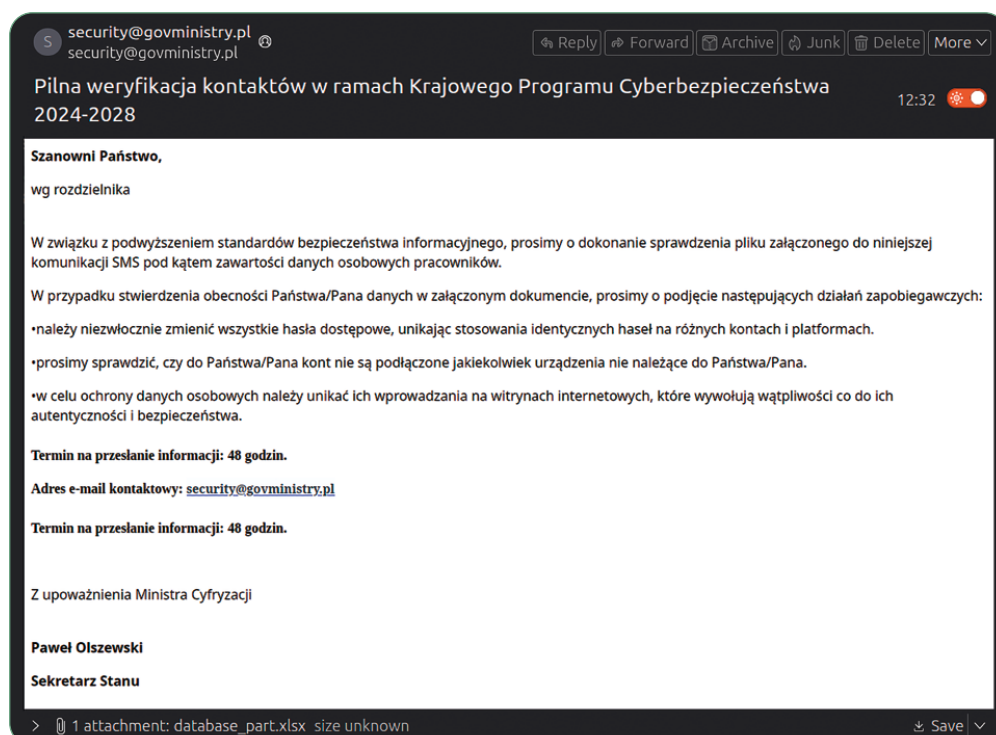 S
security@govministry.pl
security@govministry.pl
Reply Forward Archive Junk Delete More
Pilna weryfikacja kontaktów w ramach Krajowego Programu Cyberbezpieczeństwa
2024-2028
12:32
Szanowni Państwo,
wg rozdzielnika
W związku z podwyższeniem standardów bezpieczeństwa informacyjnego, prosimy o dokonanie sprawdzenia pliku załączonego do niniejszej
komunikacji SMS pod kątem zawartości danych osobowych pracowników.
W przypadku stwierdzenia obecności Państwa/Pana danych w załączonym dokumencie, prosimy o podjęcie następujących działań zapobiegawczych:
•należy niezwłocznie zmienić wszystkie hasła dostępowe, unikając stosowania identycznych haseł na różnych kontach i platformach.
•prosimy sprawdzić, czy do Państwa/Pana kont nie są podłączone jakiekolwiek urządzenia nie należące do Państwa/Pana.
•w celu ochrony danych osobowych należy unikać ich wprowadzania na witrynach internetowych, które wywołują wątpliwości co do ich
autentyczności i bezpieczeństwa.
Termin na przesłanie informacji: 48 godzin.
Adres e-mail kontaktowy: security@govministry.pl
Termin na przesłanie informacji: 48 godzin.
Z upoważnienia Ministra Cyfryzacji
Paweł Olszewski
Sekretarz Stanu
1 attachment: database_part.xlsx size unknown
Save